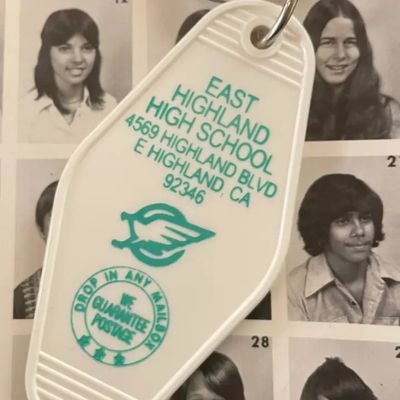 EAST
HIGHLAND
HIGH SCHOOL
4569 HIGHLAND BLVD
E HIGHLAND, CA
92346
DROP IN ANY MAILBOX
WE
GUARANTEE
POSTAGE
28